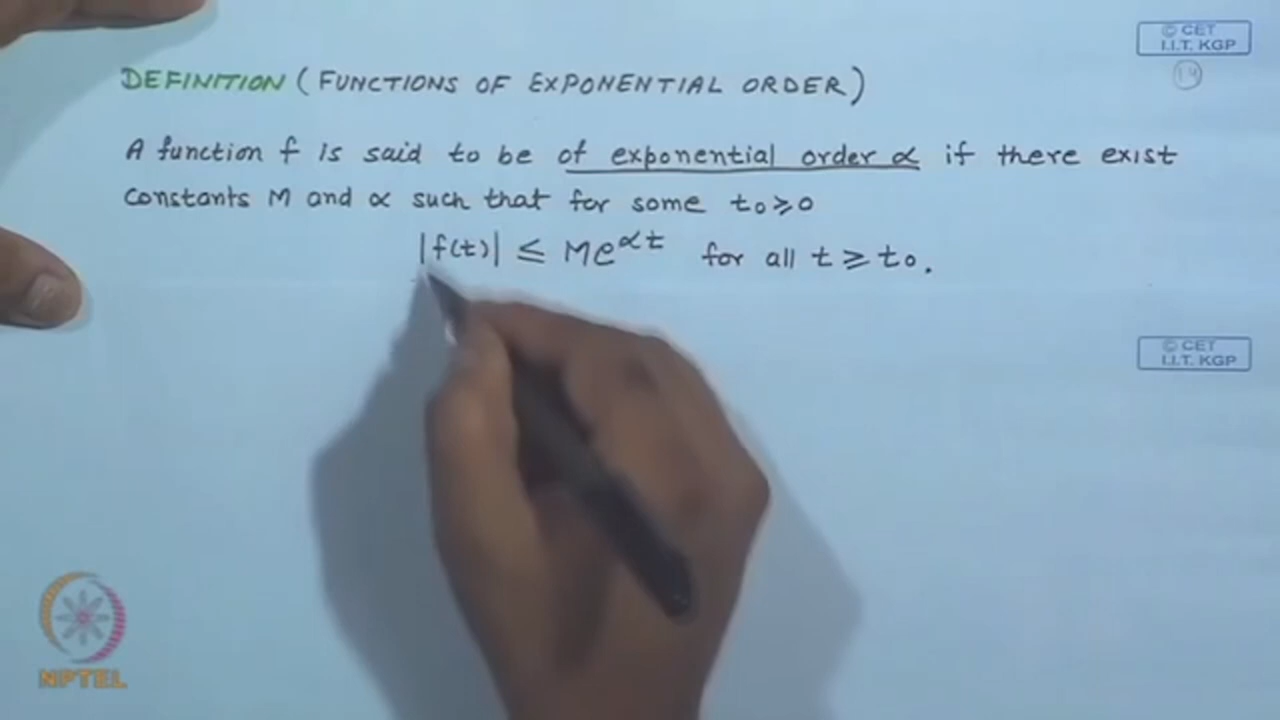 © CET
I.I.T. KGP
14
DEFINITION (FUNCTIONS OF EXPONENTIAL ORDER)
A function f is said to be of exponential order α if there exist
constants M and α such that for some t₀ ⩾ 0
|f(t)| ≤ Me^{αt} for all t ⩾ t₀.
© CET
I.I.T. KGP
NPTEL